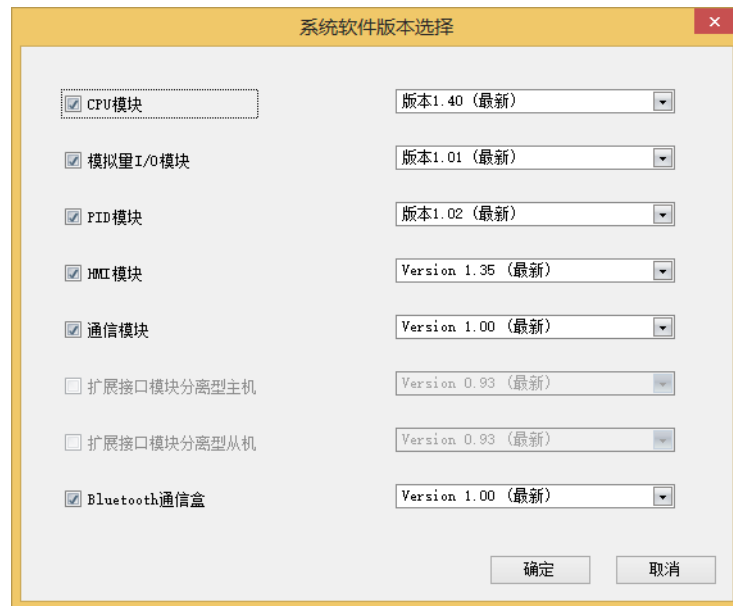 系统软件版本选择
CPU模块 版本1.40 (最新)
模拟量I/O模块 版本1.01 (最新)
PID模块 版本1.02 (最新)
HMI模块 Version 1.35 (最新)
通信模块 Version 1.00 (最新)
扩展接口模块分离型主机 Version 0.93 (最新)
扩展接口模块分离型从机 Version 0.93 (最新)
Bluetooth通信盒 Version 1.00 (最新)
确定 取消